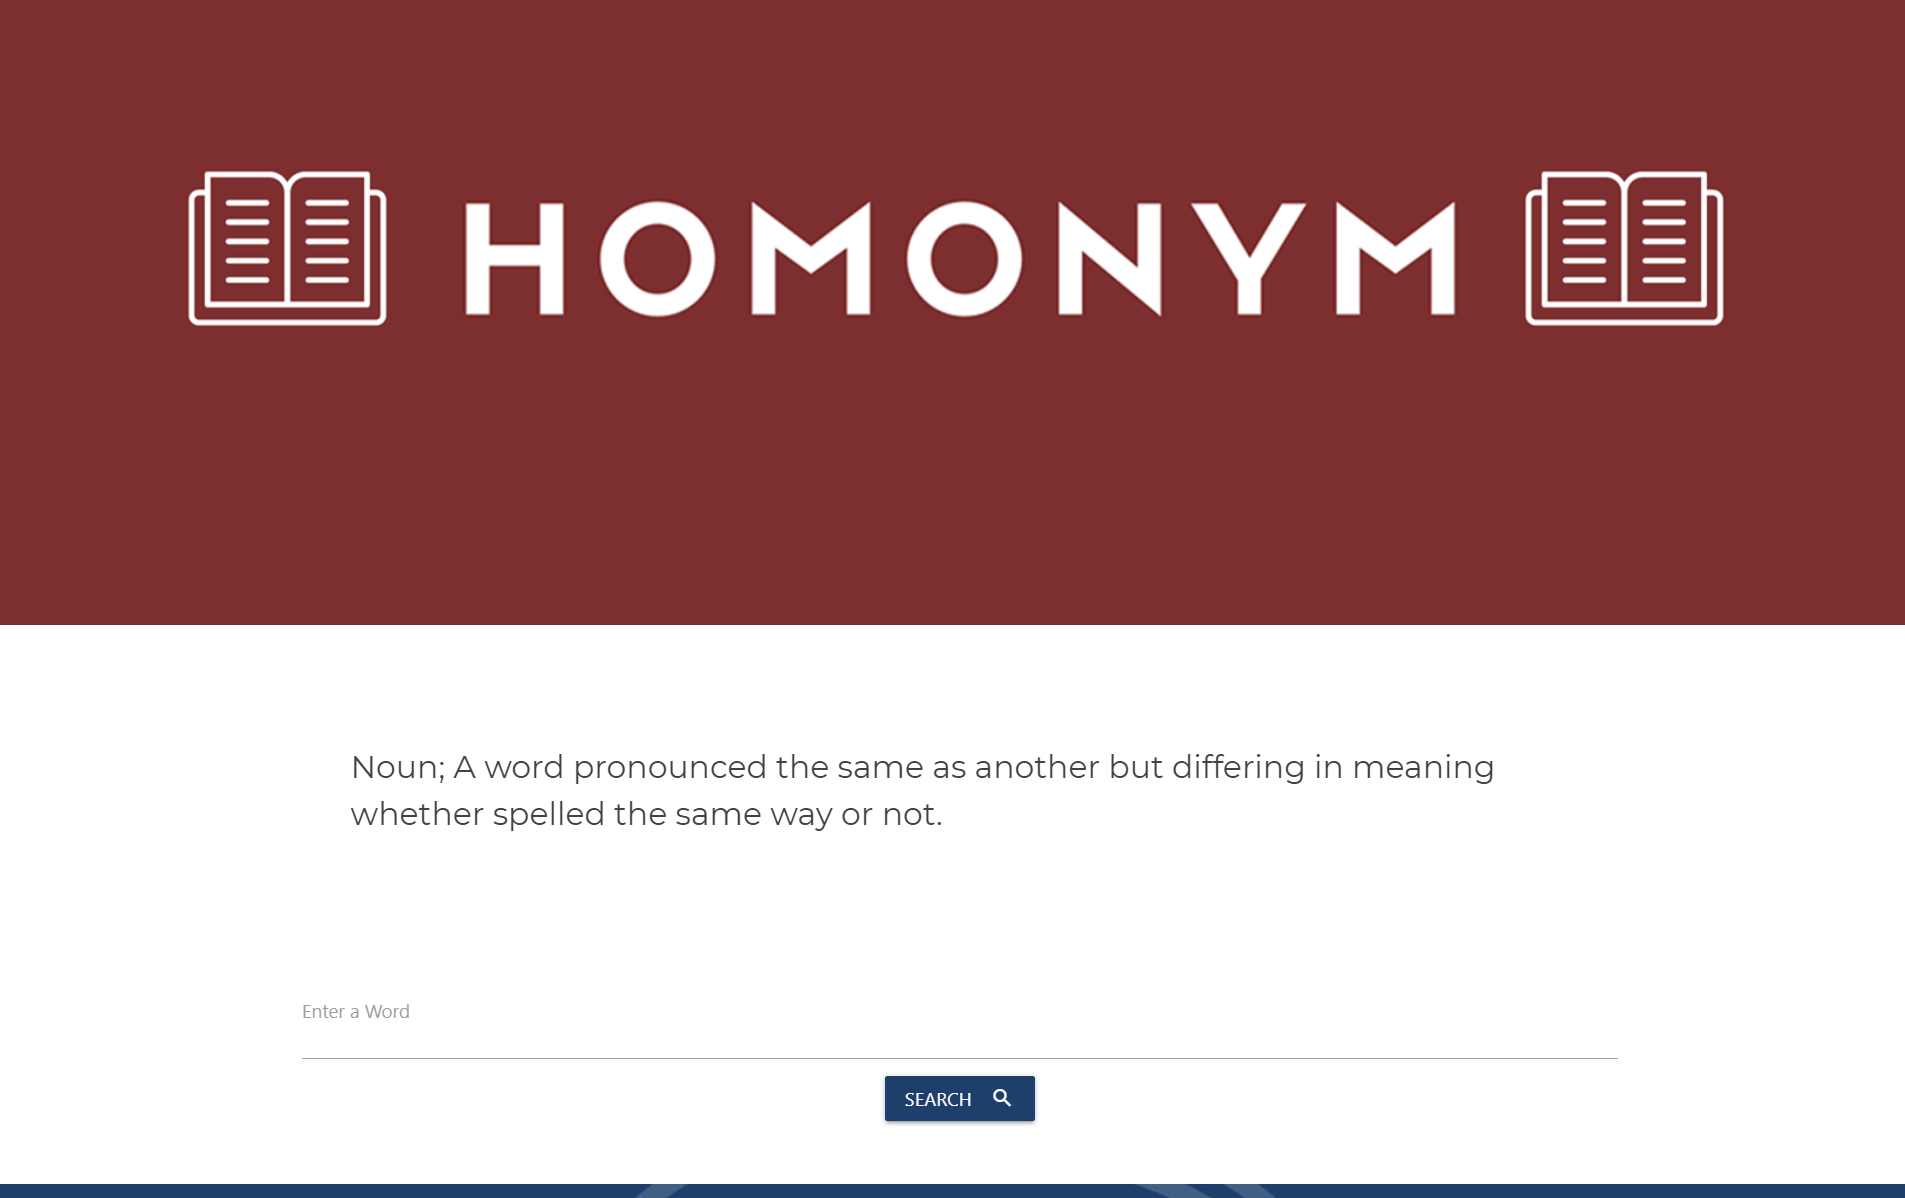 HOMONYM
Noun; A word pronounced the same as another but differing in meaning
whether spelled the same way or not.
Enter a Word
SEARCH